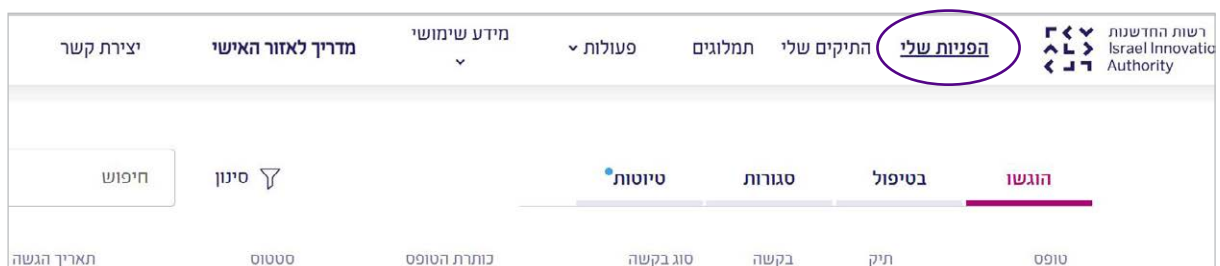 רשות החדשנות
Israel Innovatio
Authority
הפניות שלי
התיקים שלי
תמלוגים
פעולות
מידע שימושי
מדריך לאזור האישי
יצירת קשר
הוגשו
בטיפול
סגורות
טיוטות
סינון
חיפוש
טופס
תיק
בקשה
סוג בקשה
כותרת הטופס
סטטוס
תאריך הגשה